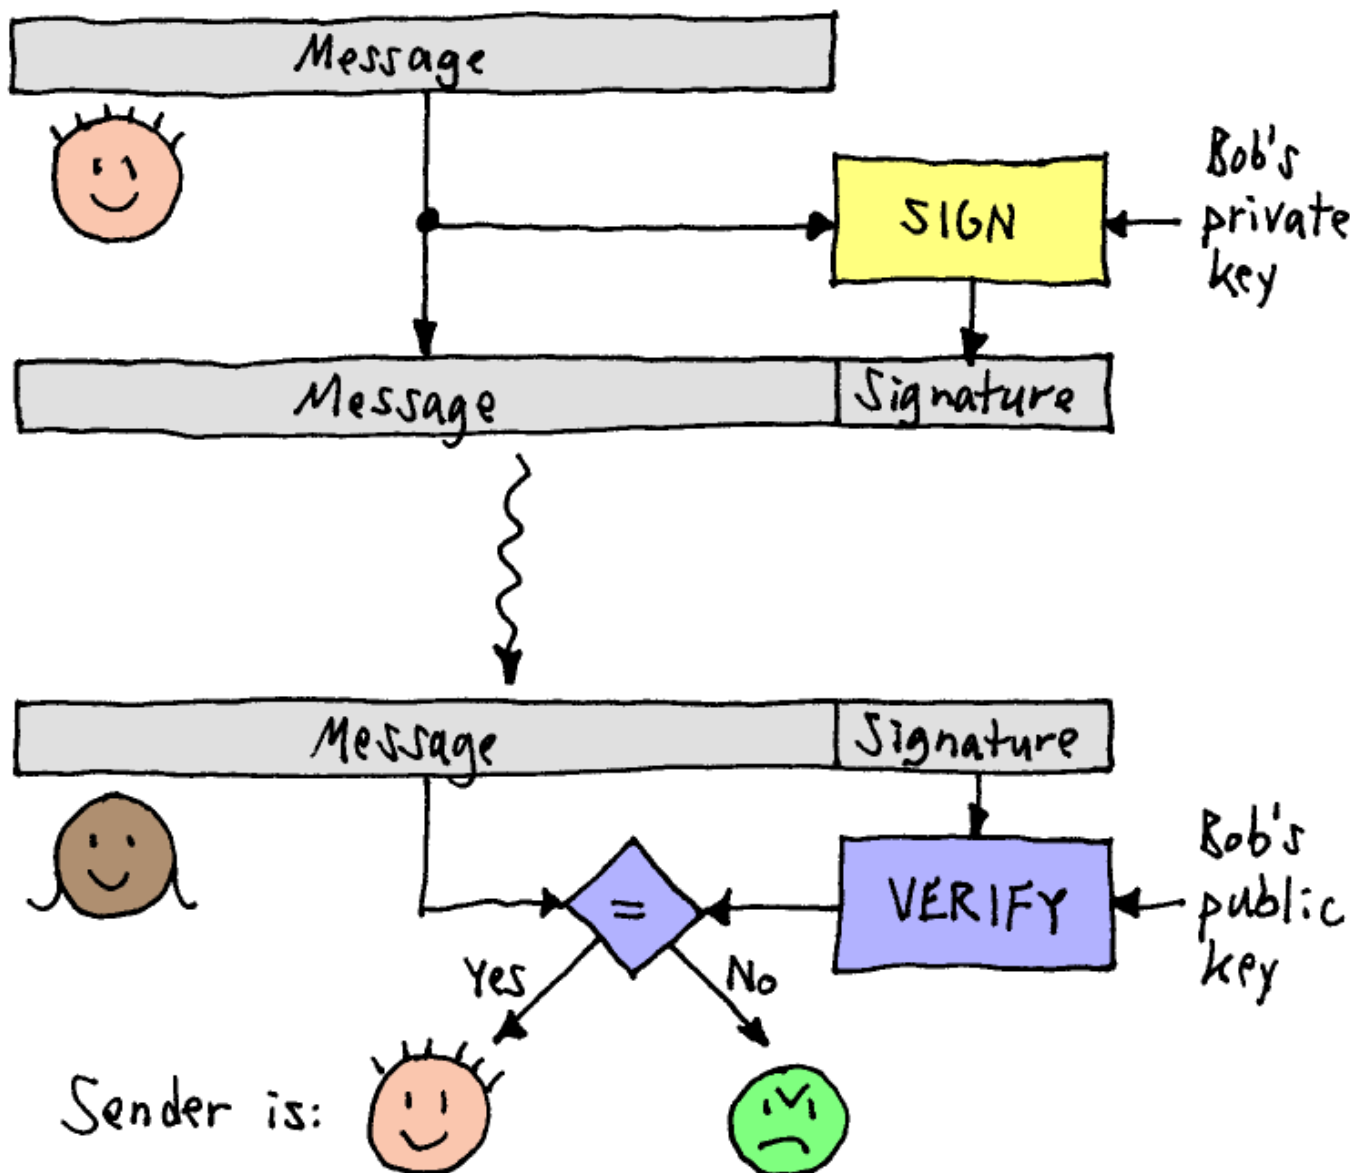 Message
SIGN
Bob's
private
key
Message
Signature
Message
Signature
=
VERIFY
Bob's
public
key
Yes
No
Sender is: